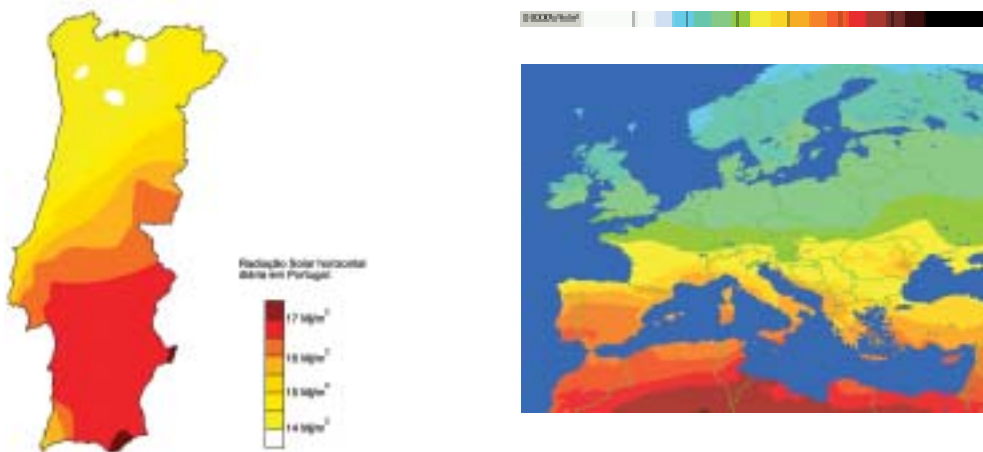 Radiação Solar horizontal
diária em Portugal
17 MJ/m²
16 MJ/m²
15 MJ/m²
14 MJ/m²